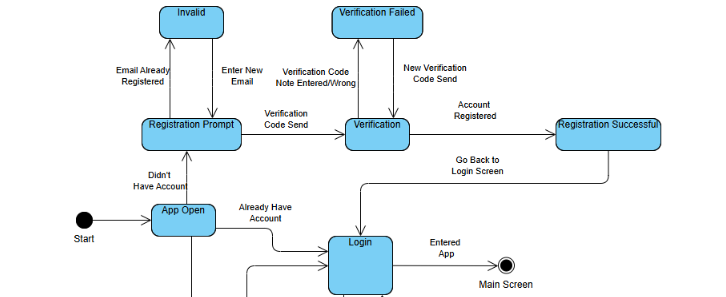 Invalid
Verification Failed
Email Already
Registered
Enter New
Email
Verification Code
Note Entered/Wrong
New Verification
Code Send
Registration Prompt
Verification
Code Send
Verification
Account
Registered
Registration Successful
Didn't
Have Account
Go Back to
Login Screen
Start
App Open
Already Have
Account
Login
Entered
App
Main Screen